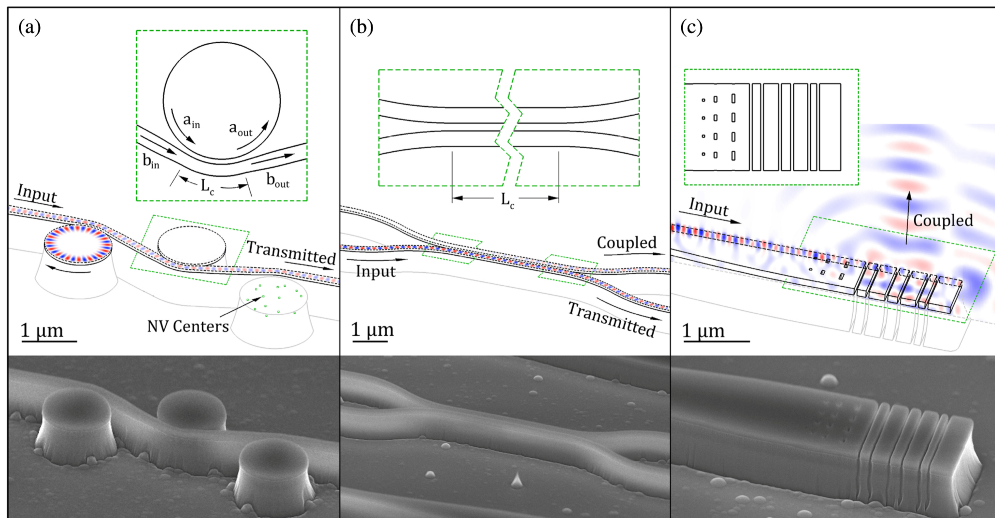 (a)
a_in
a_out
b_in
b_out
L_c
Input
Transmitted
NV Centers
1 μm
(b)
L_c
Input
Coupled
Transmitted
1 μm
(c)
Input
Coupled
1 μm